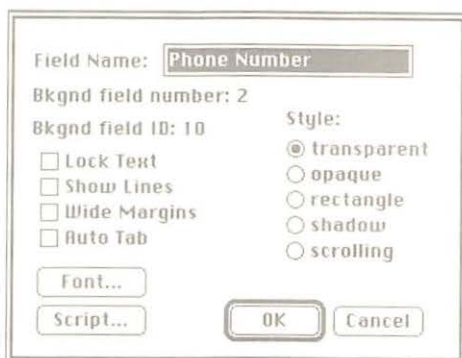 Field Name: Phone Number
Bkgnd field number: 2
Bkgnd field ID: 10
Lock Text
Show Lines
Wide Margins
Auto Tab
Style:
transparent
opaque
rectangle
shadow
scrolling
Font...
Script...
OK
Cancel